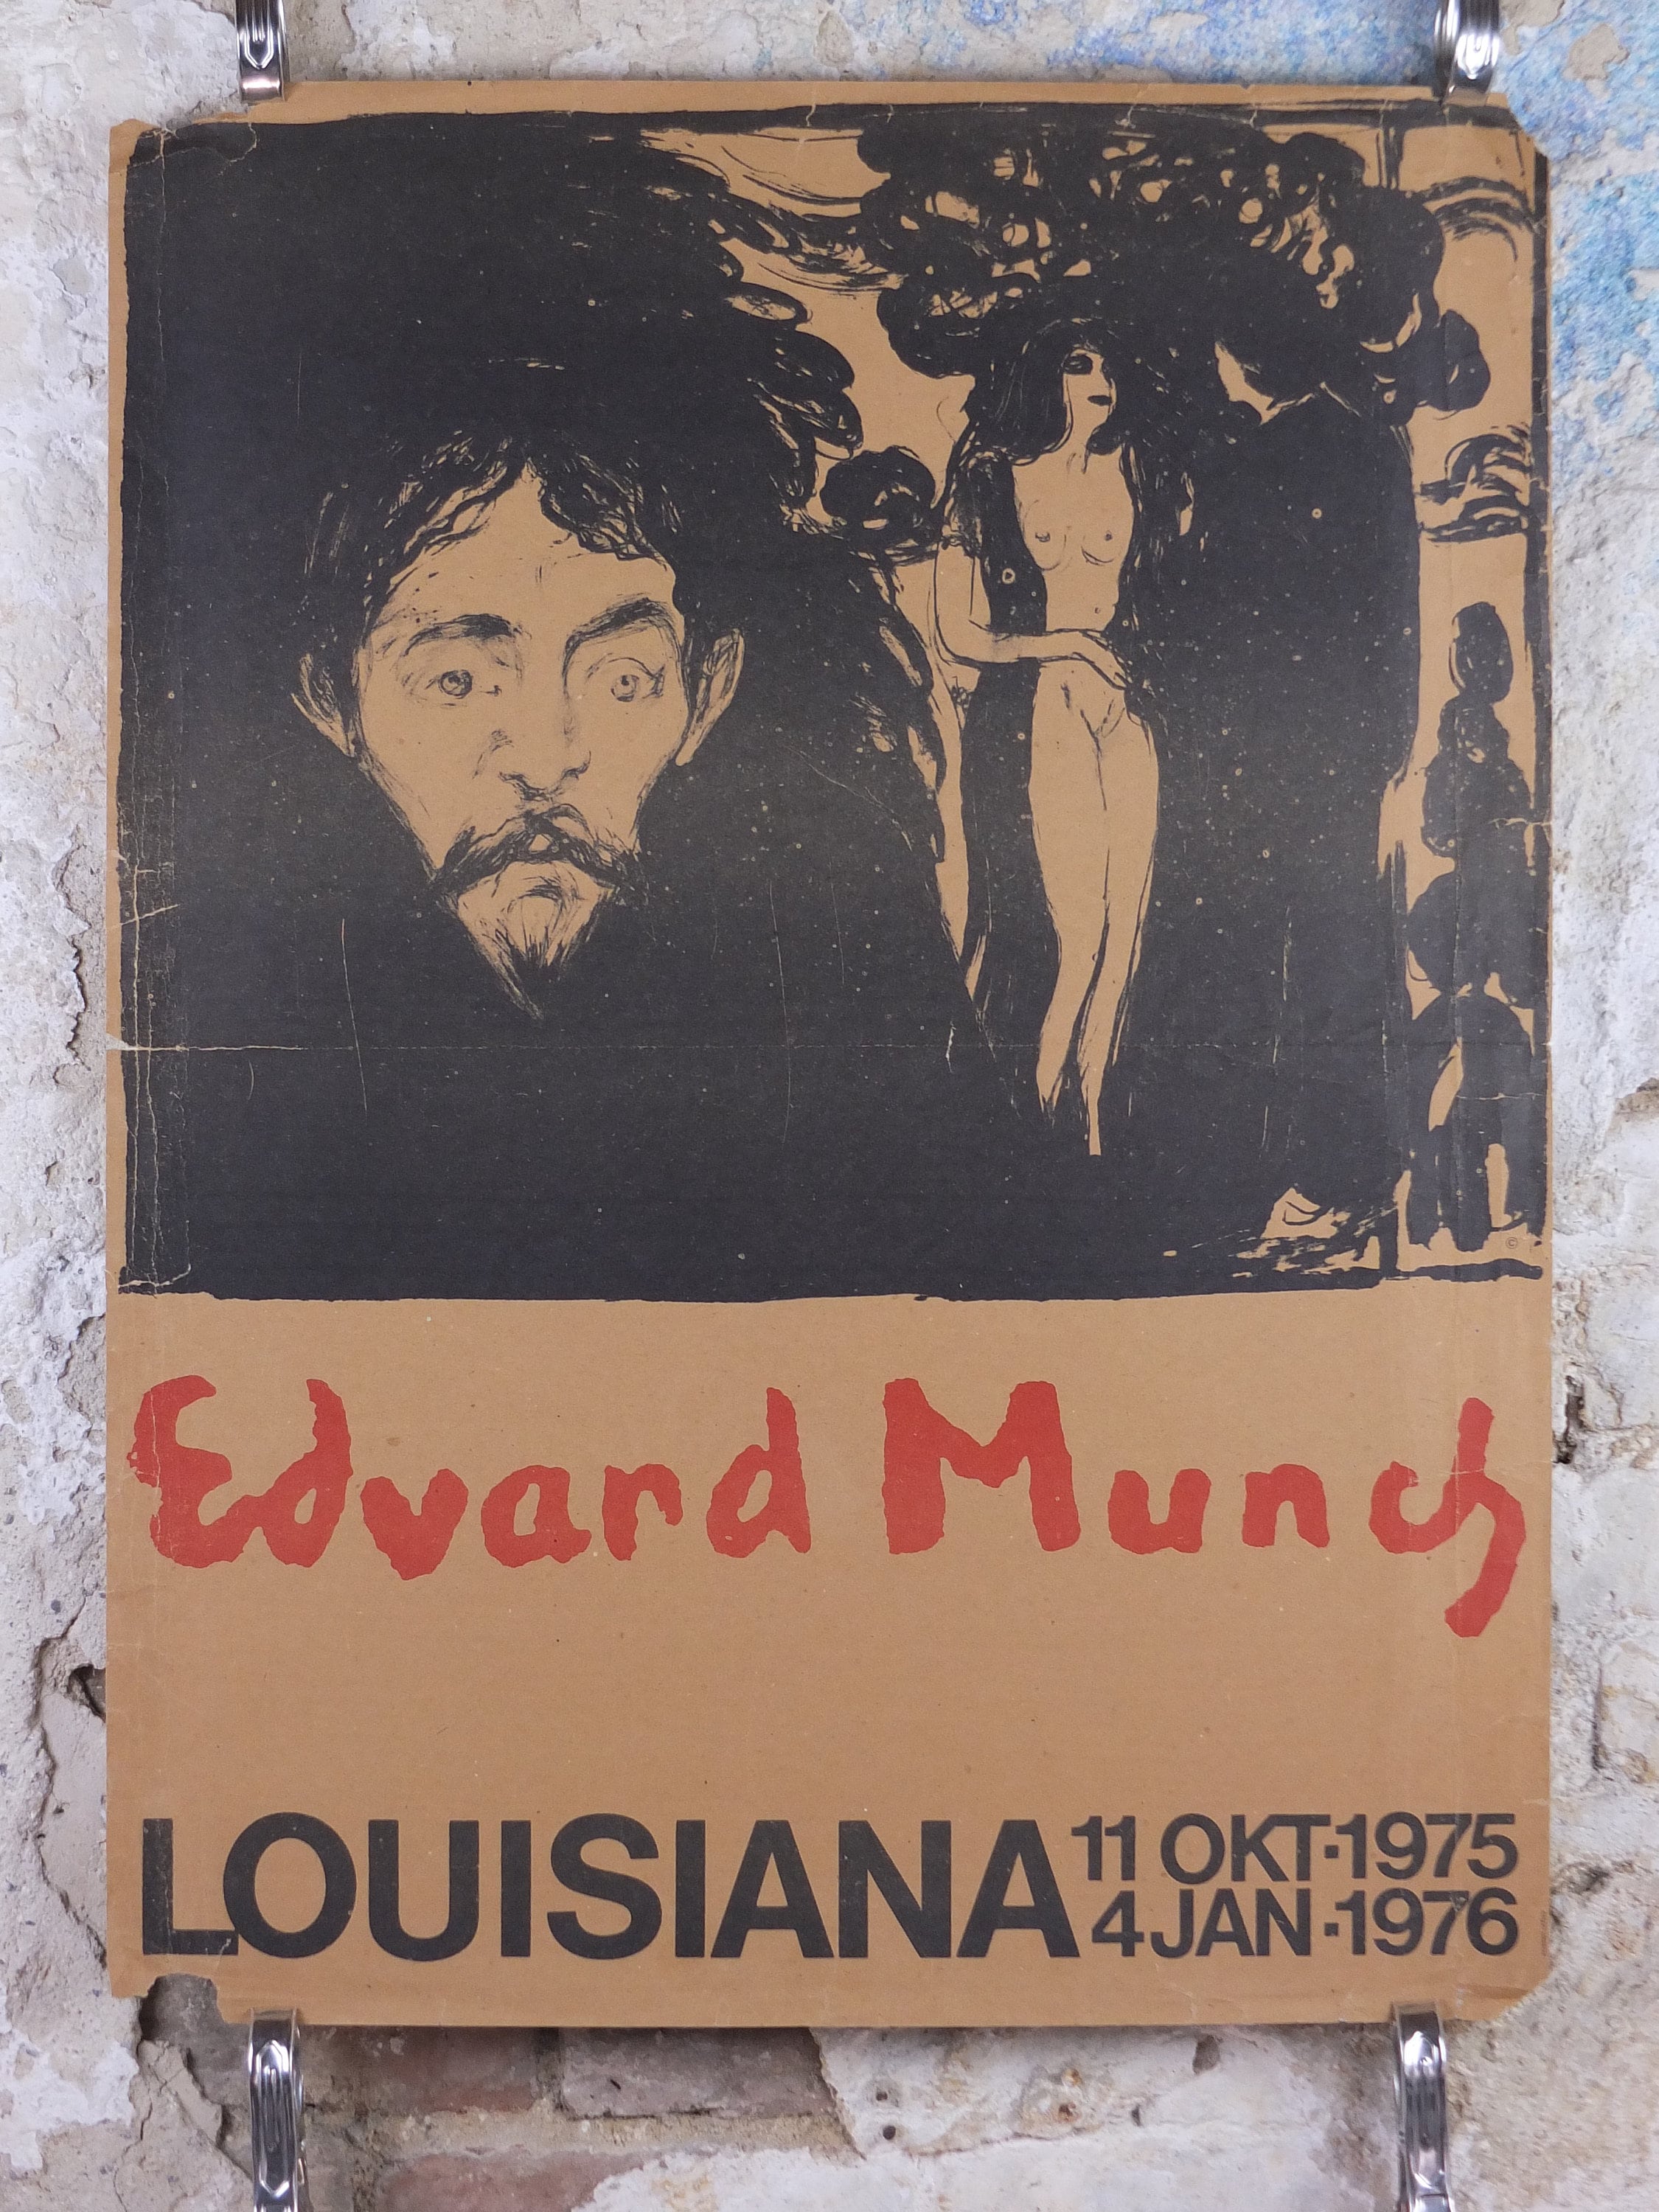 Edvard Munch
LOUISIANA
11 OKT·1975
4 JAN·1976
©